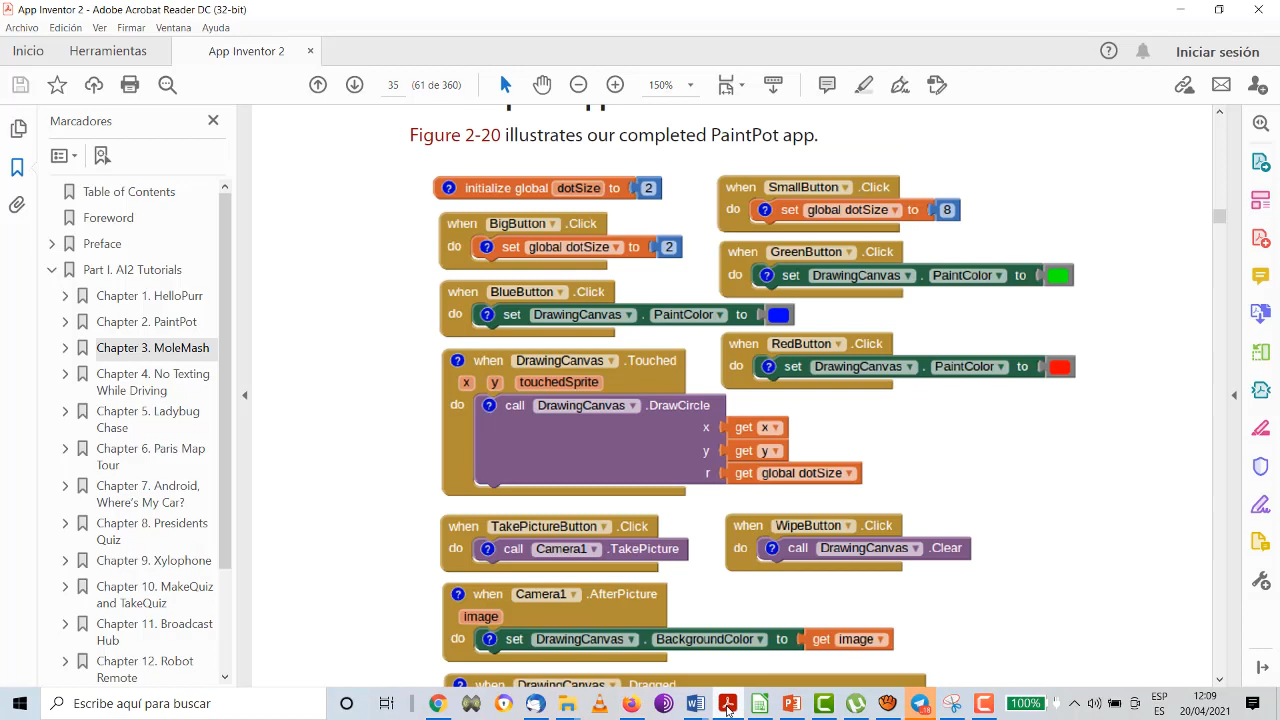 App Inventor 2 - Adobe Acrobat Reader DC (32-bit)
Archivo Edición Ver Firmar Ventana Ayuda
Inicio Herramientas App Inventor 2 × Iniciar sesión
35 (61 de 360) 150%
Marcadores
Table of Contents
Foreword
Preface
Part I. AI2 Tutorials
Chapter 1. HelloPurr
Chapter 2. PaintPot
Chapter 3. MoleMash
Chapter 4. No Texting
While Driving
Chapter 5. Ladybug
Chase
Chapter 6. Paris Map
Tour
Chapter 7. Android,
Where's My Car?
Chapter 8. Presidents
Quiz
Chapter 9. Xylophone
Chapter 10. MakeQuiz
and TakeQuiz
Chapter 11. Broadcast
Hub
Chapter 12. Robot
Remote
Figure 2-20 illustrates our completed PaintPot app.
initialize global dotSize to 2
when BigButton .Click
do set global dotSize to 2
when BlueButton .Click
do set DrawingCanvas . PaintColor to
when SmallButton .Click
do set global dotSize to 8
when GreenButton .Click
do set DrawingCanvas . PaintColor to
when RedButton .Click
do set DrawingCanvas . PaintColor to
when DrawingCanvas .Touched
x y touchedSprite
do call DrawingCanvas .DrawCircle
x get x
y get y
r get global dotSize
when TakePictureButton .Click
do call Camera1 .TakePicture
when WipeButton .Click
do call DrawingCanvas .Clear
when Camera1 .AfterPicture
image
do set DrawingCanvas . BackgroundColor to get image
when DrawingCanvas .Dragged
Escribe aquí para buscar
100%
ESP
ES
12:09
20/04/2021